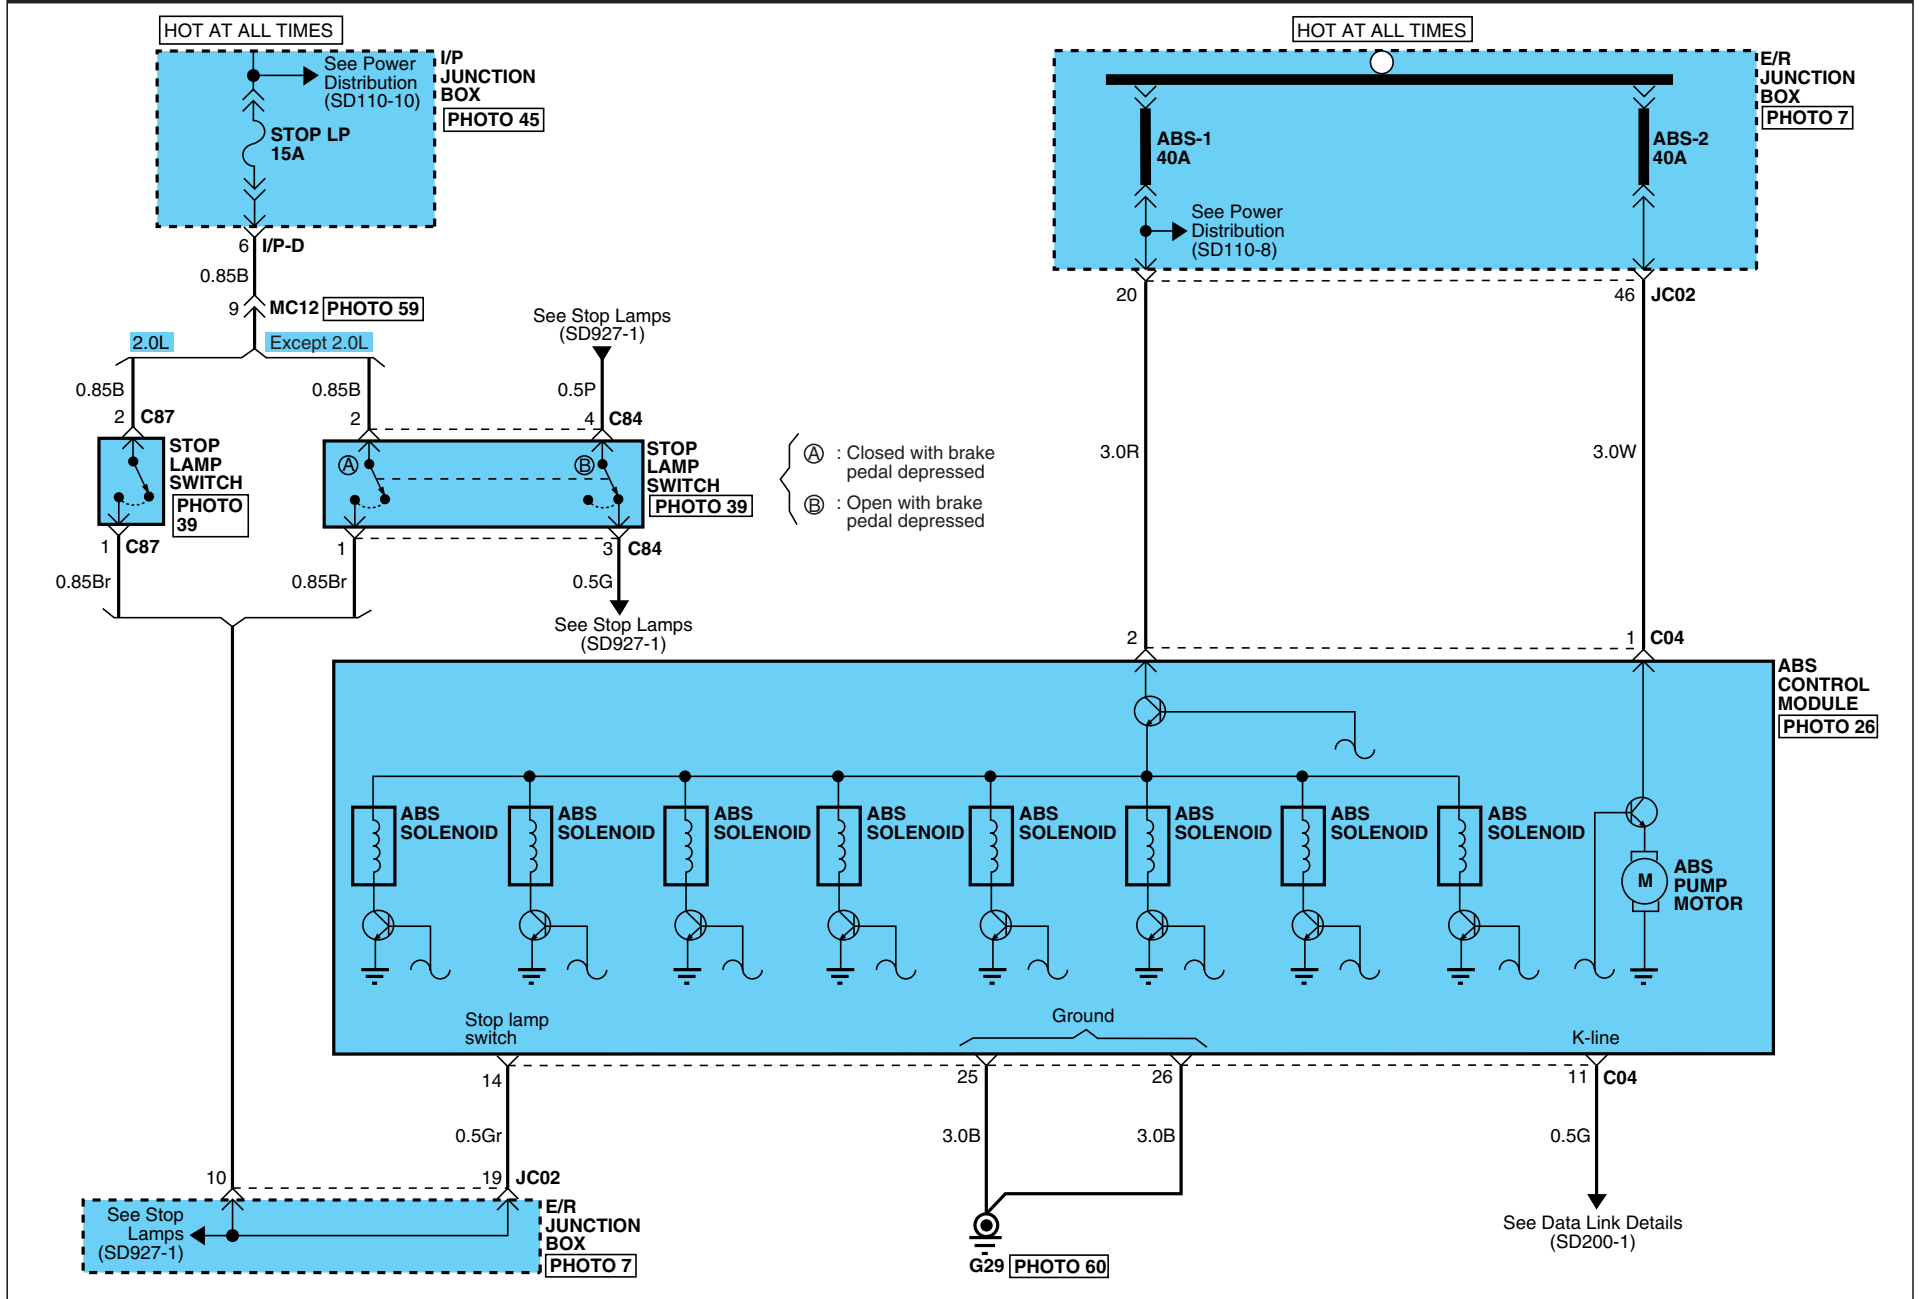 HOT AT ALL TIMES
See Power
Distribution
(SD110-10)
STOP LP
15A
I/P
JUNCTION
BOX
PHOTO 45
6 I/P-D
0.85B
9 MC12 PHOTO 59
2.0L
Except 2.0L
0.85B
2 C87
STOP
LAMP
SWITCH
PHOTO
39
1 C87
0.85Br
0.85B
2
See Stop Lamps
(SD927-1)
0.5P
4 C84
A
B
STOP
LAMP
SWITCH
PHOTO 39
1
3 C84
0.85Br
0.5G
See Stop Lamps
(SD927-1)
A : Closed with brake
pedal depressed
B : Open with brake
pedal depressed
HOT AT ALL TIMES
E/R
JUNCTION
BOX
PHOTO 7
ABS-1
40A
ABS-2
40A
See Power
Distribution
(SD110-8)
20
46 JC02
3.0R
3.0W
2
1 C04
ABS
CONTROL
MODULE
PHOTO 26
ABS
SOLENOID
ABS
SOLENOID
ABS
SOLENOID
ABS
SOLENOID
ABS
SOLENOID
ABS
SOLENOID
ABS
SOLENOID
ABS
SOLENOID
M
ABS
PUMP
MOTOR
Stop lamp
switch
Ground
K-line
14
25
26
11 C04
0.5Gr
3.0B
3.0B
0.5G
10
19 JC02
See Stop
Lamps
(SD927-1)
E/R
JUNCTION
BOX
PHOTO 7
G29 PHOTO 60
See Data Link Details
(SD200-1)